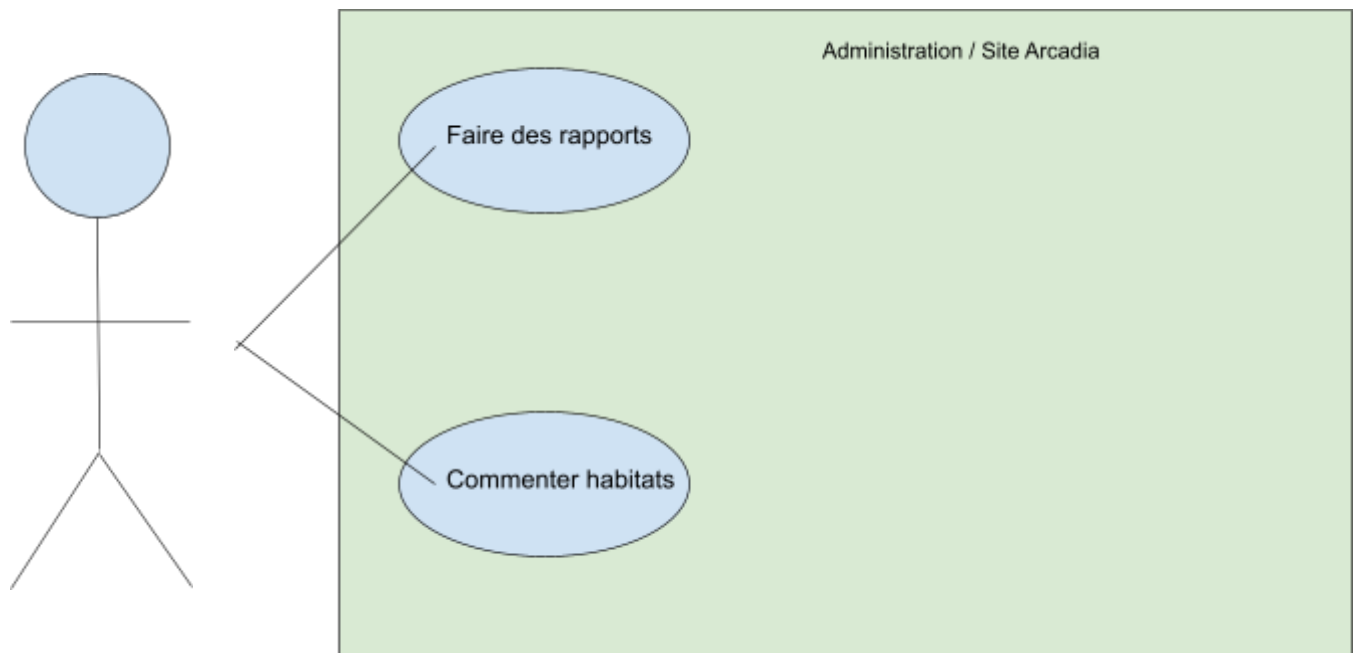 Administration / Site Arcadia
Faire des rapports
Commenter habitats